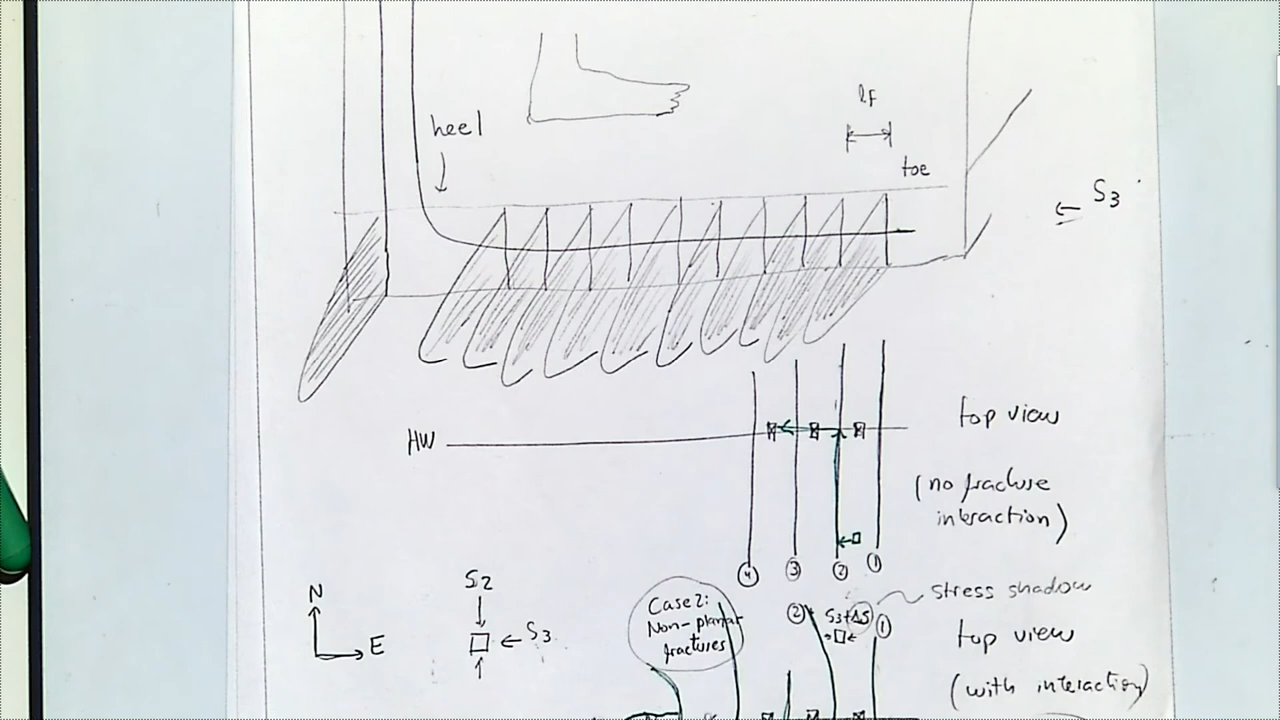 heel
lf
toe
S3
HW
top view
(no fracture
interaction)
4
3
2
1
N
E
S2
S3
Case 2:
Non-planar
fractures
2
S3+ΔS
1
stress shadow
top view
(with interaction)